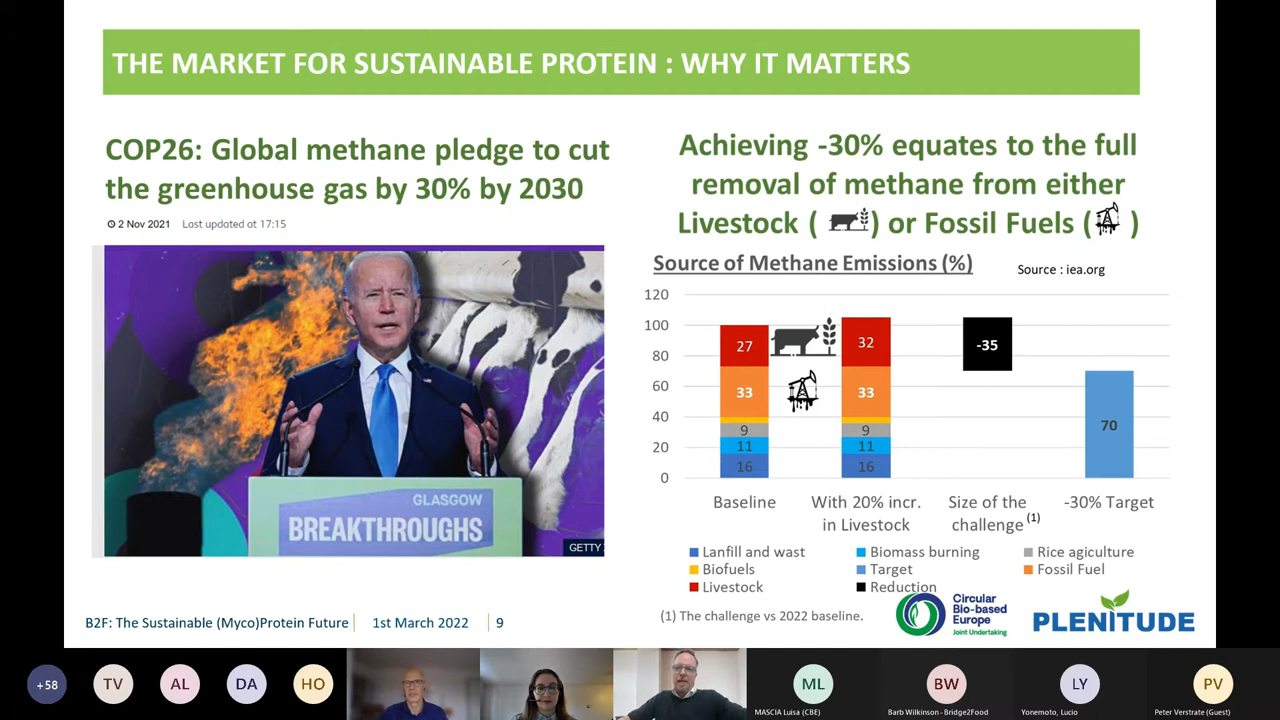 THE MARKET FOR SUSTAINABLE PROTEIN : WHY IT MATTERS
COP26: Global methane pledge to cut
the greenhouse gas by 30% by 2030
2 Nov 2021 Last updated at 17:15
GLASGOW
BREAKTHROUGHS
GETTY
Achieving -30% equates to the full
removal of methane from either
Livestock ( ) or Fossil Fuels ( )
Source of Methane Emissions (%)
Source : iea.org
120
100
80
60
40
20
0
27
33
9
11
16
32
33
9
11
16
-35
70
Baseline
With 20% incr.
in Livestock
Size of the
challenge (1)
-30% Target
Lanfill and wast
Biomass burning
Rice agiculture
Biofuels
Target
Fossil Fuel
Livestock
Reduction
(1) The challenge vs 2022 baseline.
Circular
Bio-based
Europe
Joint Undertaking
PLENITUDE
B2F: The Sustainable (Myco)Protein Future
1st March 2022
9
+58
TV
AL
DA
HO
ML
MASCIA Luisa (CBE)
BW
Barb Wilkinson - Bridge2Food
LY
Yonemoto, Lucio
PV
Peter Verstrate (Guest)